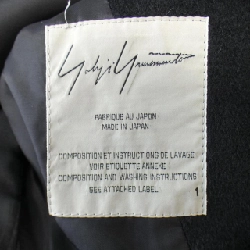 Yohji Yamamoto
FABRIQUE AU JAPON
MADE IN JAPAN
COMPOSITION ET INSTRUCTIONS DE LAVAGE
VOIR ETIQUETTE ANNEXE
COMPOSITION AND WASHING INSTRUCTIONS
SEE ATTACHED LABEL
1